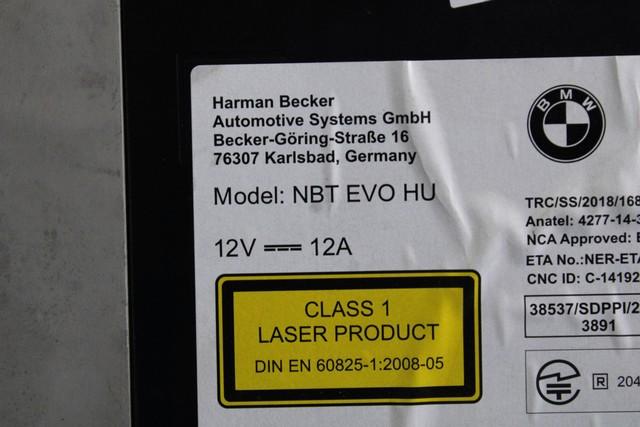 Harman Becker
Automotive Systems GmbH
Becker-Göring-Straße 16
76307 Karlsbad, Germany
Model: NBT EVO HU
12V 12A
CLASS 1
LASER PRODUCT
DIN EN 60825-1:2008-05
BMW
TRC/SS/2018/168
Anatel: 4277-14-3
NCA Approved:
ETA No.:NER-ETA
CNC ID: C-14192
38537/SDPPI/2
3891
R 204